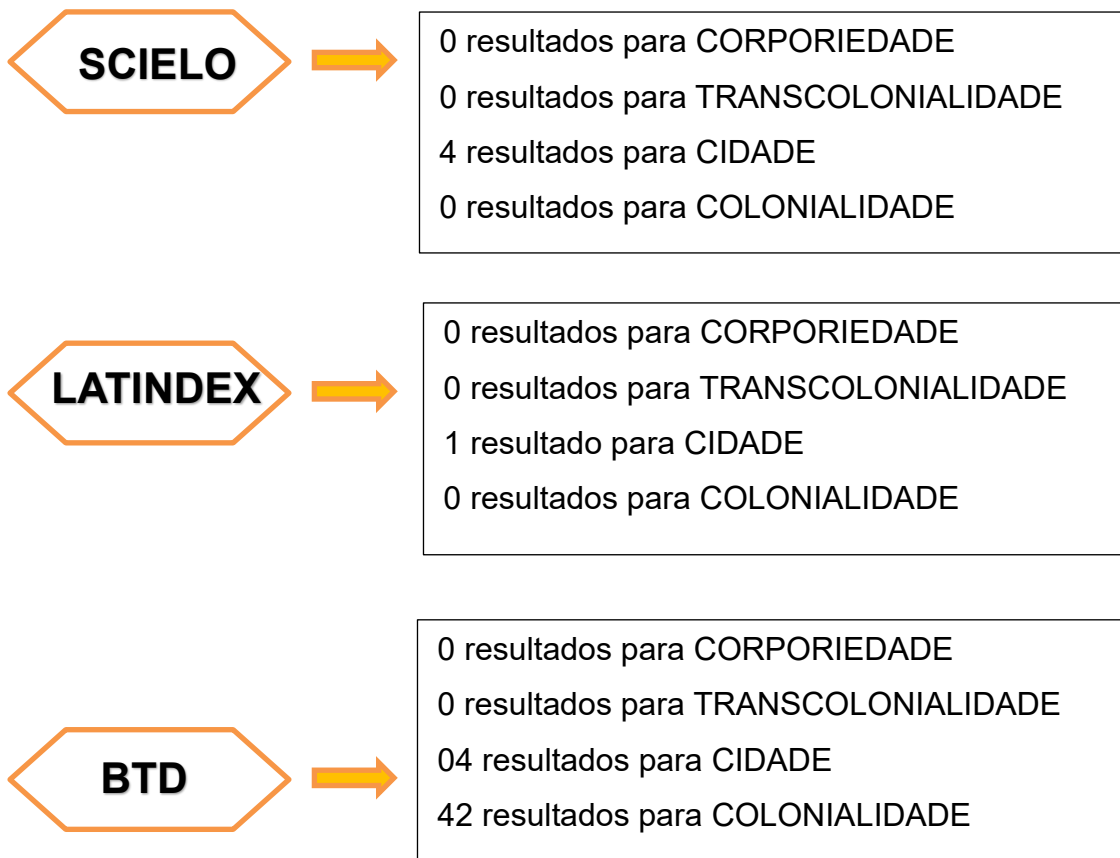 SCIELO
0 resultados para CORPORIEDADE
0 resultados para TRANSCOLONIALIDADE
4 resultados para CIDADE
0 resultados para COLONIALIDADE
LATINDEX
0 resultados para CORPORIEDADE
0 resultados para TRANSCOLONIALIDADE
1 resultado para CIDADE
0 resultados para COLONIALIDADE
BTD
0 resultados para CORPORIEDADE
0 resultados para TRANSCOLONIALIDADE
04 resultados para CIDADE
42 resultados para COLONIALIDADE